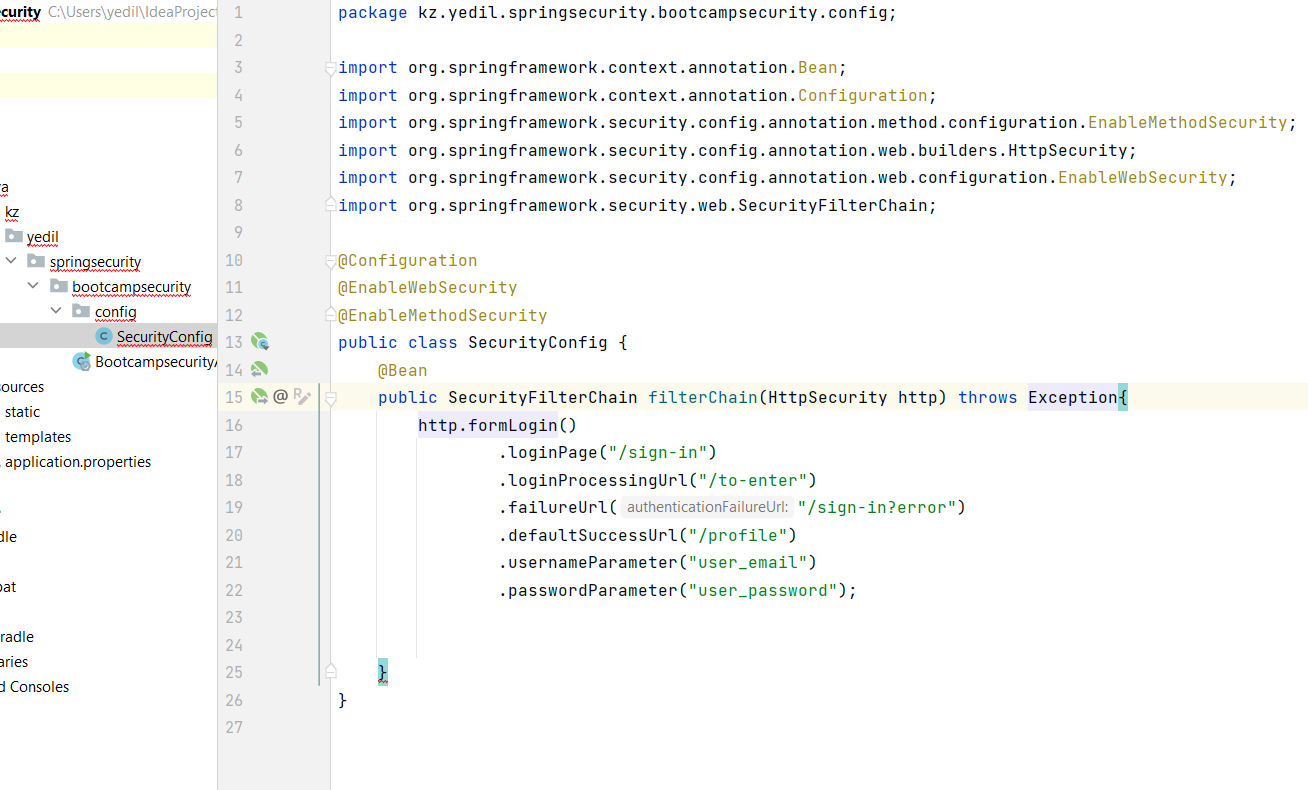 curity C:\Users\yedil\IdeaProjec
a
kz
yedil
springsecurity
bootcampsecurity
config
SecurityConfig
Bootcampsecurity
ources
static
templates
application.properties
dle
bat
radle
aries
d Consoles
1 package kz.yedil.springsecurity.bootcampsecurity.config;
2
3 import org.springframework.context.annotation.Bean;
4 import org.springframework.context.annotation.Configuration;
5 import org.springframework.security.config.annotation.method.configuration.EnableMethodSecurity;
6 import org.springframework.security.config.annotation.web.builders.HttpSecurity;
7 import org.springframework.security.config.annotation.web.configuration.EnableWebSecurity;
8 import org.springframework.security.web.SecurityFilterChain;
9
10 @Configuration
11 @EnableWebSecurity
12 @EnableMethodSecurity
13 public class SecurityConfig {
14 @Bean
15 @ public SecurityFilterChain filterChain(HttpSecurity http) throws Exception{
16 http.formLogin()
17 .loginPage("/sign-in")
18 .loginProcessingUrl("/to-enter")
19 .failureUrl( authenticationFailureUrl: "/sign-in?error")
20 .defaultSuccessUrl("/profile")
21 .usernameParameter("user_email")
22 .passwordParameter("user_password");
23
24
25 }
26 }
27